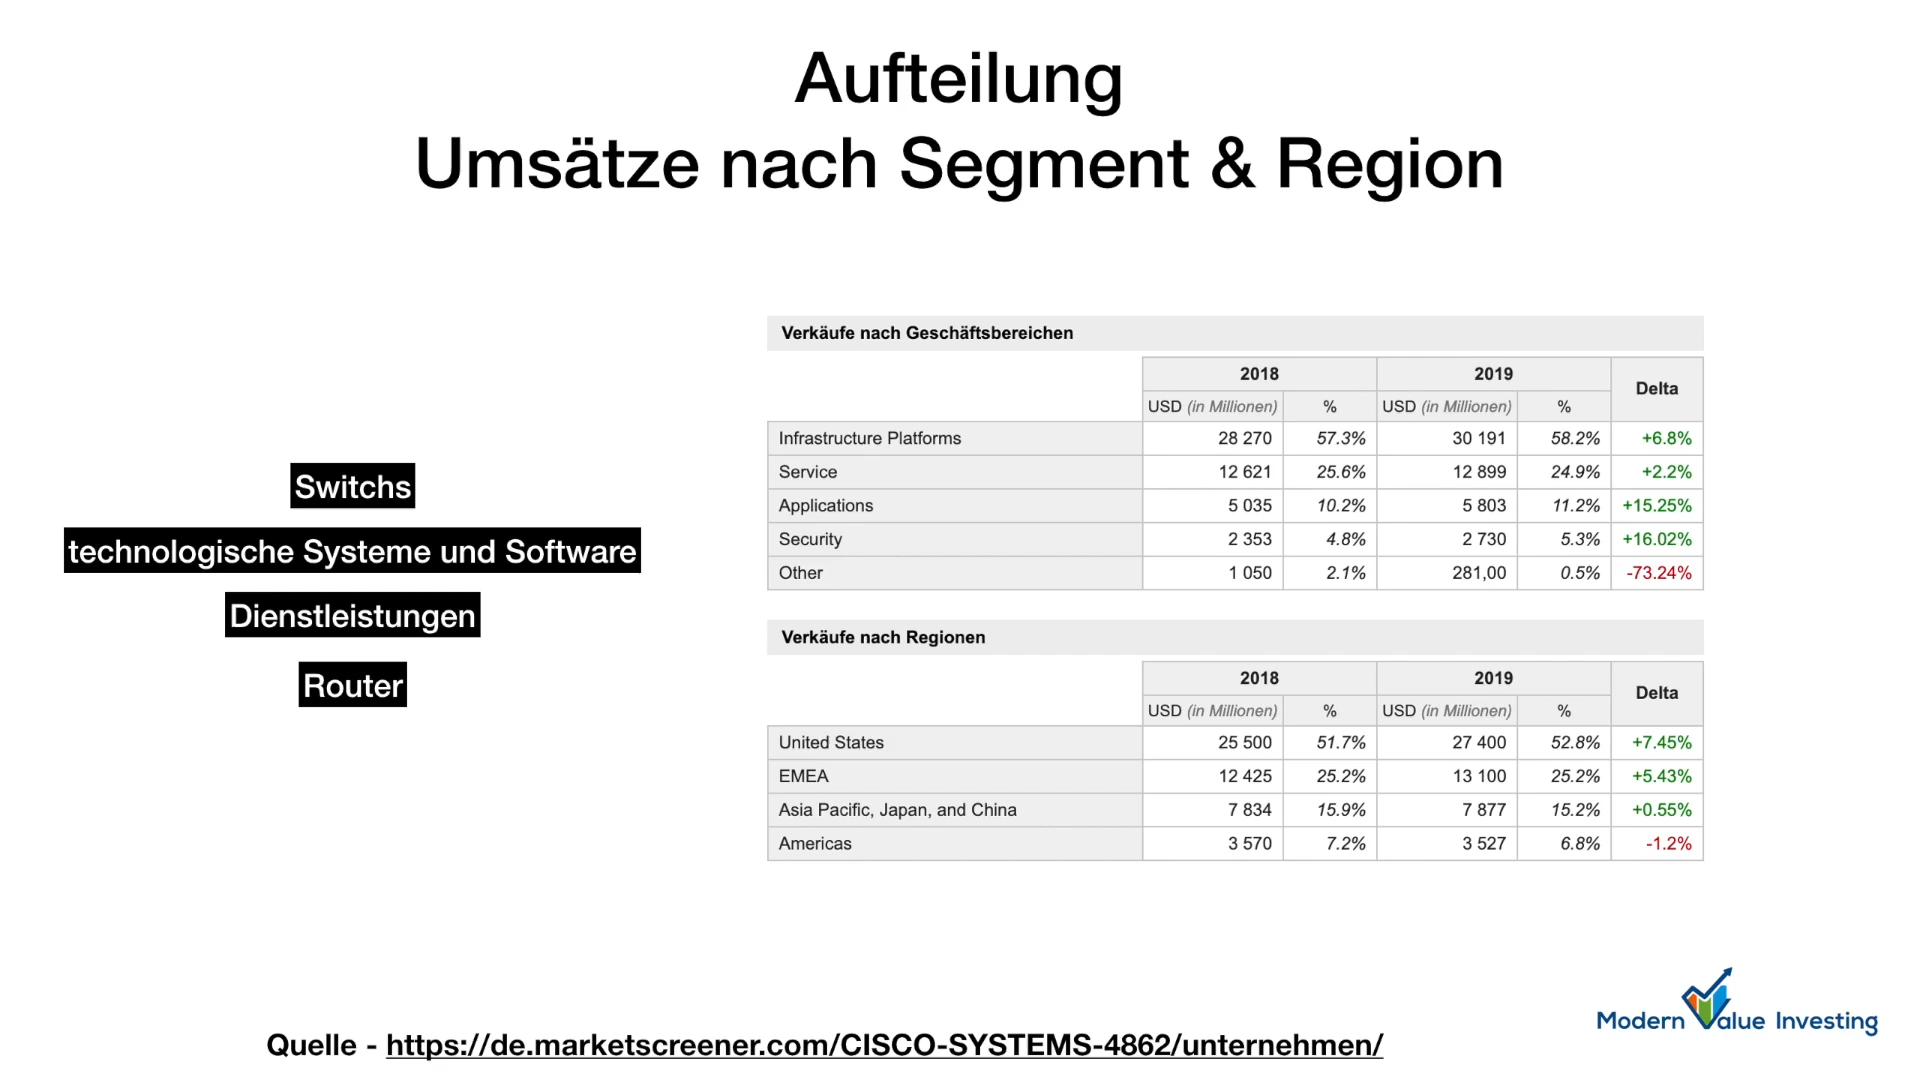 Aufteilung
Umsätze nach Segment & Region
Switchs
technologische Systeme und Software
Dienstleistungen
Router
Verkäufe nach Geschäftsbereichen
2018 2019 Delta
USD (in Millionen) % USD (in Millionen) %
Infrastructure Platforms 28 270 57.3% 30 191 58.2% +6.8%
Service 12 621 25.6% 12 899 24.9% +2.2%
Applications 5 035 10.2% 5 803 11.2% +15.25%
Security 2 353 4.8% 2 730 5.3% +16.02%
Other 1 050 2.1% 281,00 0.5% -73.24%
Verkäufe nach Regionen
2018 2019 Delta
USD (in Millionen) % USD (in Millionen) %
United States 25 500 51.7% 27 400 52.8% +7.45%
EMEA 12 425 25.2% 13 100 25.2% +5.43%
Asia Pacific, Japan, and China 7 834 15.9% 7 877 15.2% +0.55%
Americas 3 570 7.2% 3 527 6.8% -1.2%
Modern Value Investing
Quelle - https://de.marketscreener.com/CISCO-SYSTEMS-4862/unternehmen/